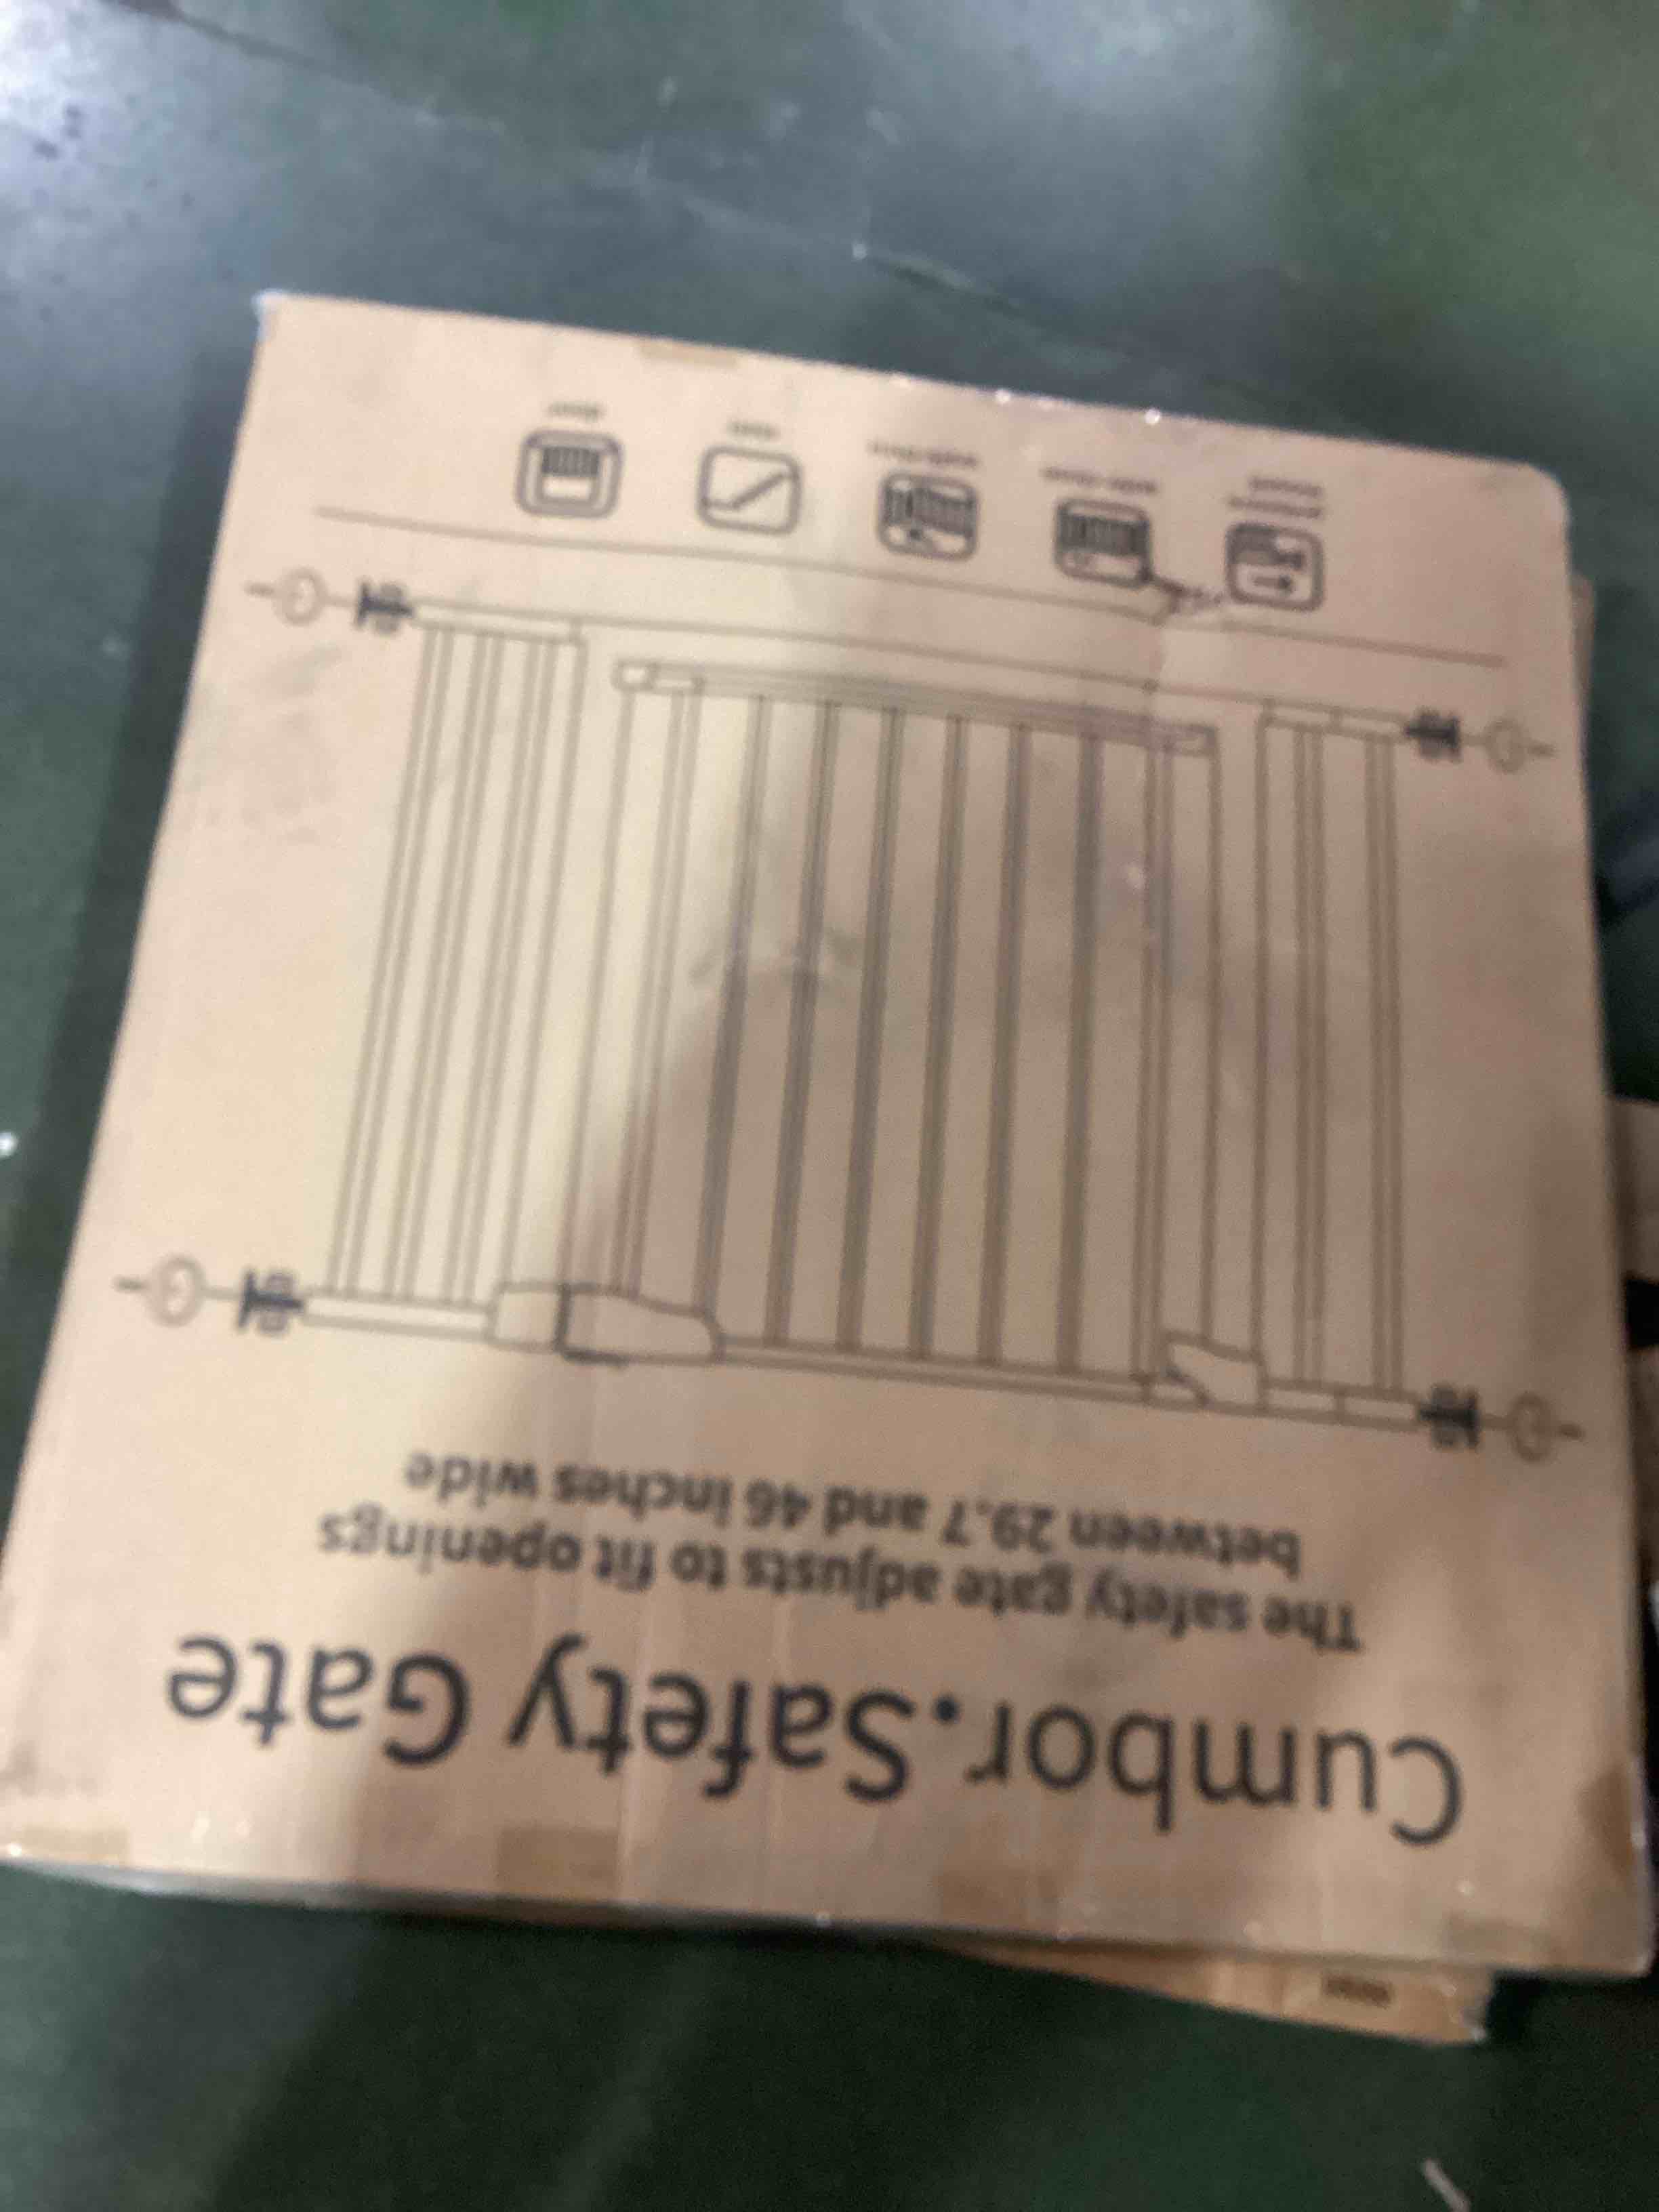 Cumbor.Safety Gate
The safety gate adjusts to fit openings
between 29.7 and 46 inches wide